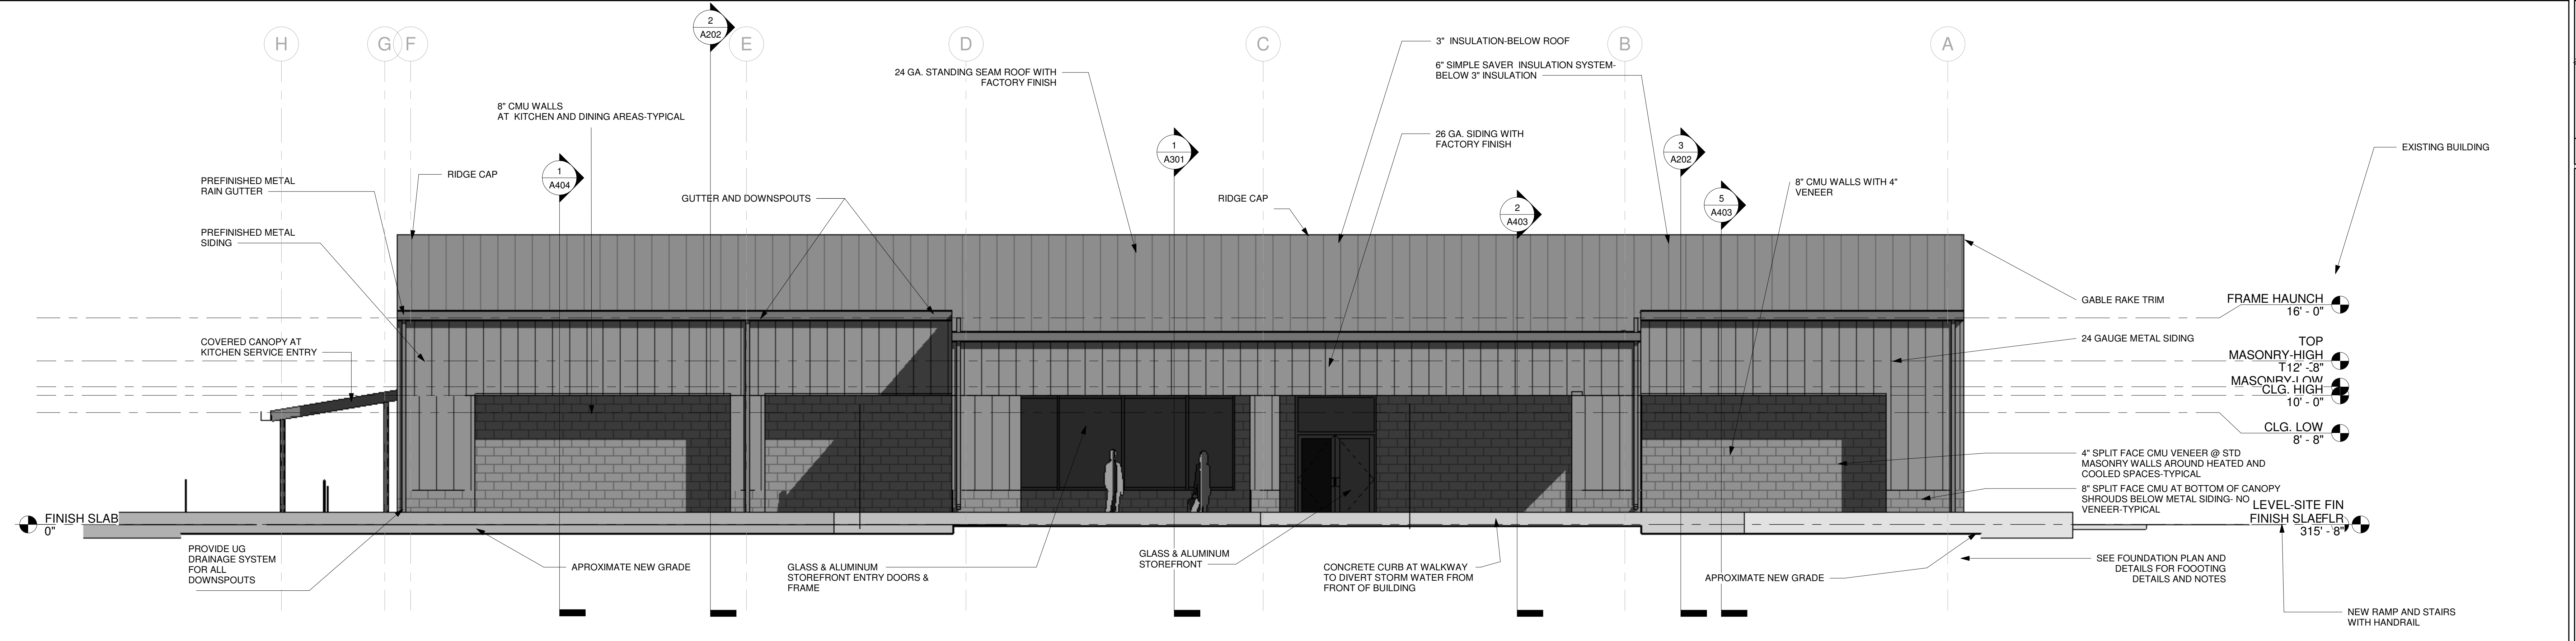 H
G
F
2
A202
E
D
C
B
A
3" INSULATION-BELOW ROOF
6" SIMPLE SAVER INSULATION SYSTEM-
BELOW 3" INSULATION
24 GA. STANDING SEAM ROOF WITH
FACTORY FINISH
8" CMU WALLS
AT KITCHEN AND DINING AREAS-TYPICAL
26 GA. SIDING WITH
FACTORY FINISH
EXISTING BUILDING
1
A301
3
A202
RIDGE CAP
1
A404
PREFINISHED METAL
RAIN GUTTER
8" CMU WALLS WITH 4"
VENEER
GUTTER AND DOWNSPOUTS
RIDGE CAP
2
A403
5
A403
PREFINISHED METAL
SIDING
GABLE RAKE TRIM
FRAME HAUNCH
16' - 0"
COVERED CANOPY AT
KITCHEN SERVICE ENTRY
24 GAUGE METAL SIDING
TOP
MASONRY-HIGH
12' - 8"
T
MASONRY-LOW
CLG. HIGH
10' - 0"
CLG. LOW
8' - 8"
4" SPLIT FACE CMU VENEER @ STD
MASONRY WALLS AROUND HEATED AND
COOLED SPACES-TYPICAL
8" SPLIT FACE CMU AT BOTTOM OF CANOPY
SHROUDS BELOW METAL SIDING- NO
VENEER-TYPICAL
LEVEL-SITE FIN
FLR
315' - 8"
FINISH SLAB
0"
FINISH SLAB
PROVIDE UG
DRAINAGE SYSTEM
FOR ALL
DOWNSPOUTS
APROXIMATE NEW GRADE
GLASS & ALUMINUM
STOREFRONT ENTRY DOORS &
FRAME
GLASS & ALUMINUM
STOREFRONT
CONCRETE CURB AT WALKWAY
TO DIVERT STORM WATER FROM
FRONT OF BUILDING
APROXIMATE NEW GRADE
SEE FOUNDATION PLAN AND
DETAILS FOR FOOOTING
DETAILS AND NOTES
NEW RAMP AND STAIRS
WITH HANDRAIL